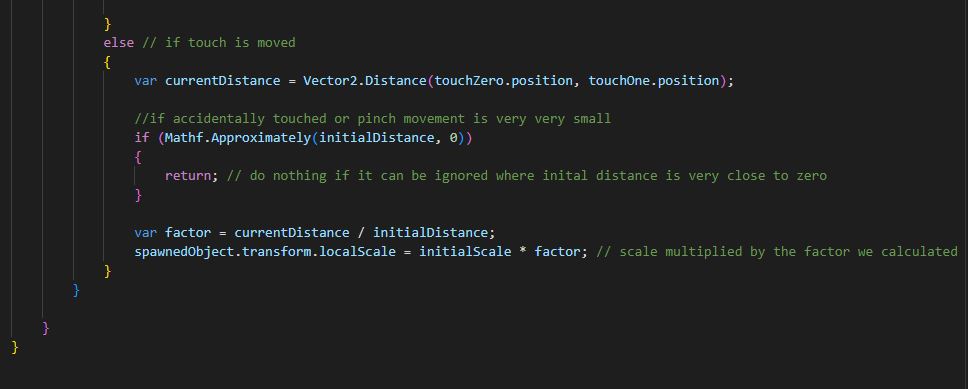 }
else // if touch is moved
{
var currentDistance = Vector2.Distance(touchZero.position, touchOne.position);
//if accidentally touched or pinch movement is very very small
if (Mathf.Approximately(initialDistance, 0))
{
return; // do nothing if it can be ignored where inital distance is very close to zero
}
var factor = currentDistance / initialDistance;
spawnedObject.transform.localScale = initialScale * factor; // scale multiplied by the factor we calculated
}
}
}
}